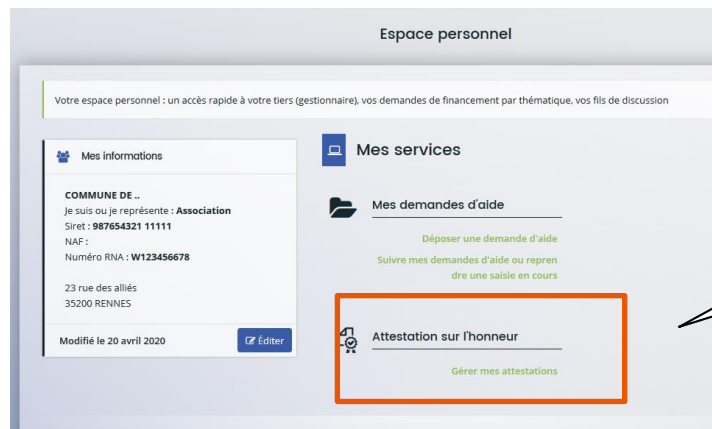 Espace personnel
Votre espace personnel : un accès rapide à votre tiers (gestionnaire), vos demandes de financement par thématique, vos fils de discussion
Mes informations
COMMUNE DE ..
Je suis ou je représente : Association
Siret : 987654321 11111
NAF :
Numéro RNA : W123456678
23 rue des alliés
35200 RENNES
Modifié le 20 avril 2020
Éditer
Mes services
Mes demandes d'aide
Déposer une demande d'aide
Suivre mes demandes d'aide ou repren
dre une saisie en cours
Attestation sur l'honneur
Gérer mes attestations